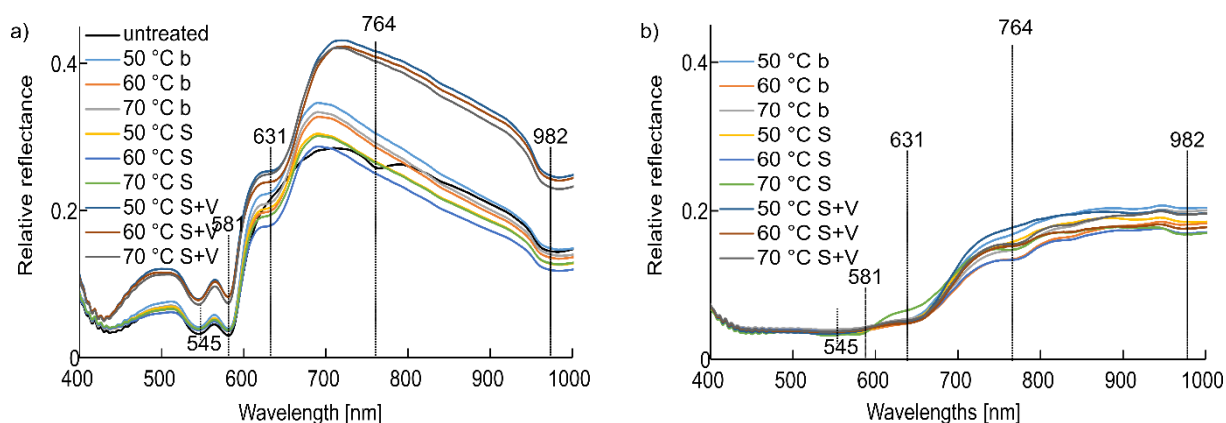 a)
untreated
50 °C b
60 °C b
70 °C b
50 °C S
60 °C S
70 °C S
50 °C S+V
60 °C S+V
70 °C S+V
764
631
982
581
545
0.4
0.2
0
400 500 600 700 800 900 1000
Relative reflectance
Wavelength [nm]
b)
50 °C b
60 °C b
70 °C b
50 °C S
60 °C S
70 °C S
50 °C S+V
60 °C S+V
70 °C S+V
764
631
982
581
545
0.4
0.2
0
400 500 600 700 800 900 1000
Relative reflectance
Wavelengths [nm]